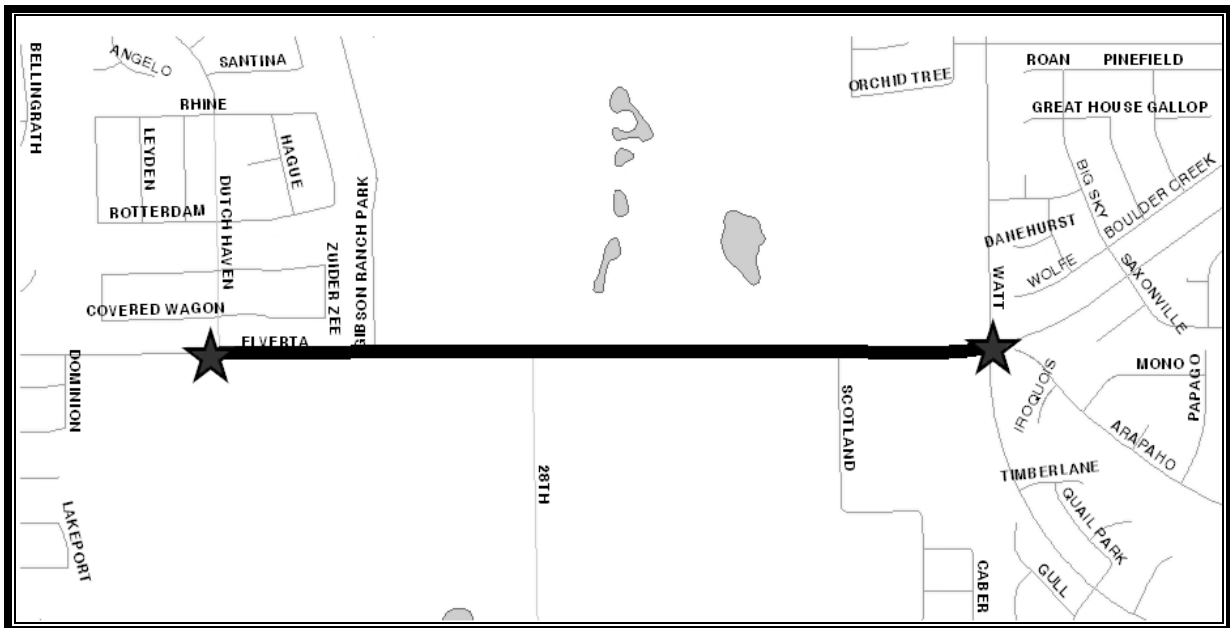 BELLINGRATH
ANGELO
SANTINA
RHINE
LEYDEN
HAGUE
ROTTERDAM
DUTCH HAVEN
ZUIDER ZEE
GIBSON RANCH PARK
COVERED WAGON
ELVERTA
DOMINION
LAKEPORT
28TH
ORCHID TREE
ROAN
PINEFIELD
GREAT HOUSE GALLOP
BIG SKY
BOULDER CREEK
DANEHURST
WOLFE
SAXONVILLE
WATT
SCOTLAND
IROQUOIS
MONO
PAPAGO
ARAPAHO
TIMBERLANE
QUAIL PARK
GULL
CABER